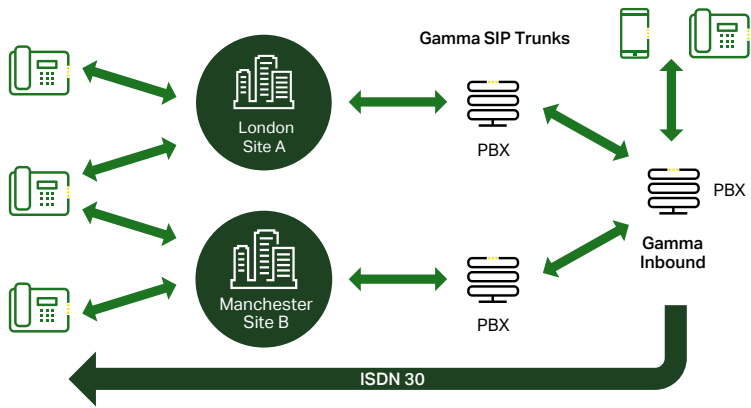 Gamma SIP Trunks
London
Site A
PBX
PBX
Gamma
Inbound
Manchester
Site B
PBX
ISDN 30